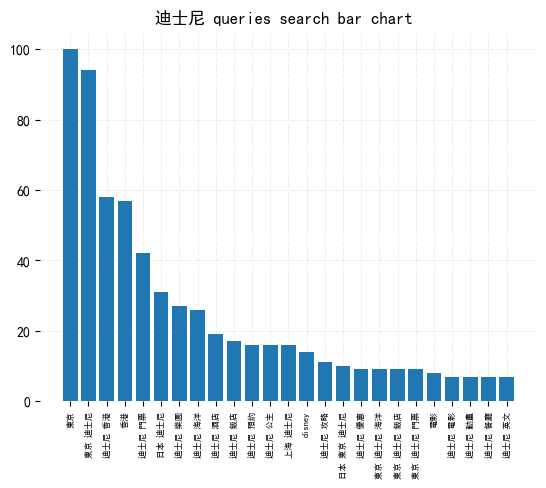 迪士尼 queries search bar chart
100
80
60
40
20
0
東京
東京 迪士尼
迪士尼 香港
香港
迪士尼 門票
日本 迪士尼
迪士尼 樂園
迪士尼 海洋
迪士尼 酒店
迪士尼 飯店
迪士尼 預約
迪士尼 公主
上海 迪士尼
disney
迪士尼 攻略
日本 東京 迪士尼
迪士尼 優惠
東京 迪士尼 海洋
東京 迪士尼 飯店
東京 迪士尼 門票
電影
迪士尼 電影
迪士尼 動畫
迪士尼 餐廳
迪士尼 英文